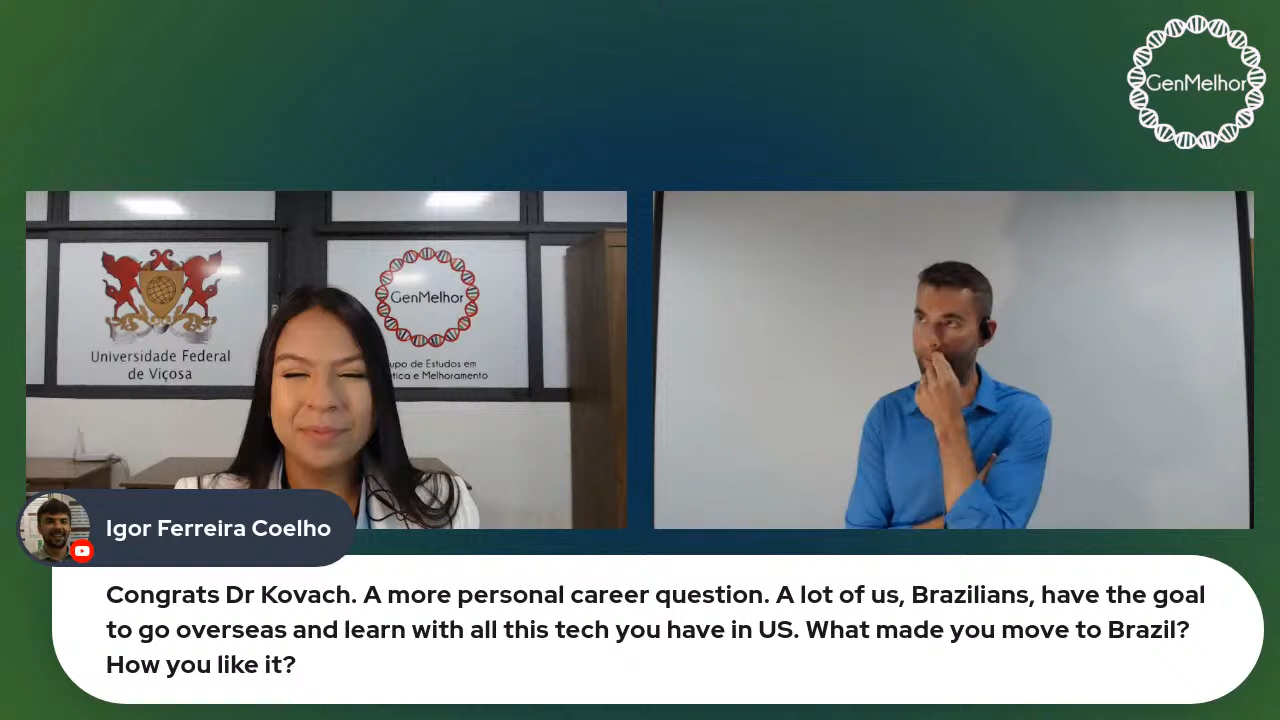 GenMelhor
Universidade Federal
de Viçosa
GenMelhor
upo de Estudos em
tica e Melhoramento
Igor Ferreira Coelho
Congrats Dr Kovach. A more personal career question. A lot of us, Brazilians, have the goal
to go overseas and learn with all this tech you have in US. What made you move to Brazil?
How you like it?